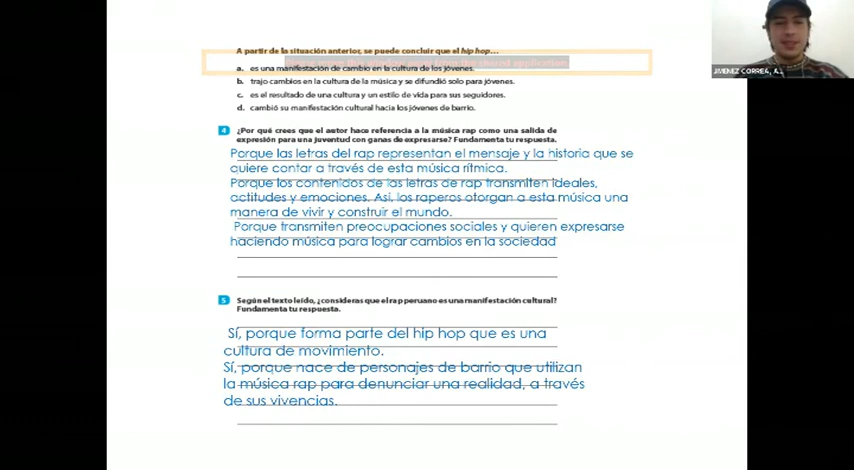 A partir de la situación anterior, se puede concluir que el hip hop...
a. es una manifestación de cambio en la cultura de los jóvenes.
b. trajo cambios en la cultura de la música y se difundió solo para jóvenes.
c. es el resultado de una cultura y un estilo de vida para sus seguidores.
d. cambió su manifestación cultural hacia los jóvenes de barrio.
JIMENEZ CORREA, A...
4 ¿Por qué crees que el autor hace referencia a la música rap como una salida de
expresión para una juventud con ganas de expresarse? Fundamenta tu respuesta.
Porque las letras del rap representan el mensaje y la historia que se
quiere contar a través de esta música rítmica.
Porque los contenidos de las letras de rap transmiten ideales,
actitudes y emociones. Así, los raperos otorgan a esta música una
manera de vivir y construir el mundo.
Porque transmiten preocupaciones sociales y quieren expresarse
haciendo música para lograr cambios en la sociedad
5 Según el texto leído, ¿consideras que el rap peruano es una manifestación cultural?
Fundamenta tu respuesta.
Sí, porque forma parte del hip hop que es una
cultura de movimiento.
Sí, porque nace de personajes de barrio que utilizan
la música rap para denunciar una realidad, a través
de sus vivencias.